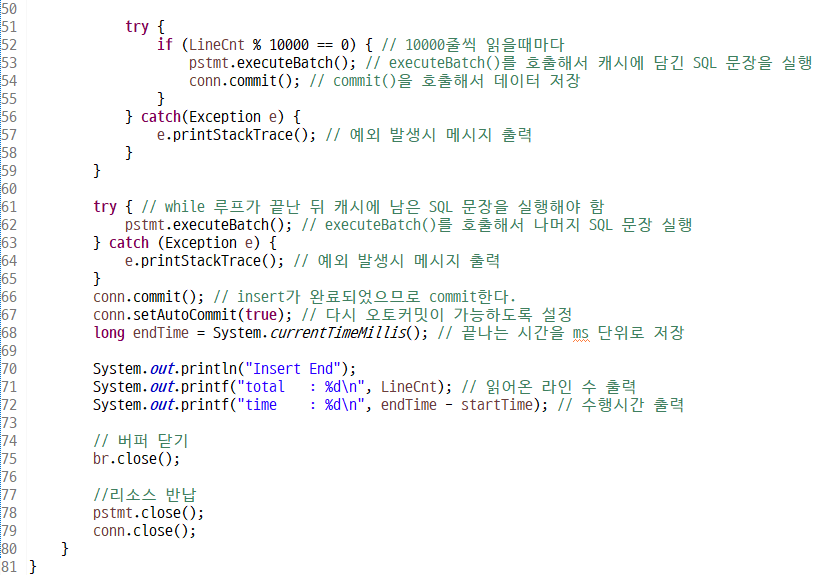 50
51 try {
52 if (LineCnt % 10000 == 0) { // 10000줄씩 읽을때마다
53 pstmt.executeBatch(); // executeBatch()를 호출해서 캐시에 담긴 SQL 문장을 실행
54 conn.commit(); // commit()을 호출해서 데이터 저장
55 }
56 } catch(Exception e) {
57 e.printStackTrace(); // 예외 발생시 메시지 출력
58 }
59 }
60
61 try { // while 루프가 끝난 뒤 캐시에 남은 SQL 문장을 실행해야 함
62 pstmt.executeBatch(); // executeBatch()를 호출해서 나머지 SQL 문장 실행
63 } catch (Exception e) {
64 e.printStackTrace(); // 예외 발생시 메시지 출력
65 }
66 conn.commit(); // insert가 완료되었으므로 commit한다.
67 conn.setAutoCommit(true); // 다시 오토커밋이 가능하도록 설정
68 long endTime = System.currentTimeMillis(); // 끝나는 시간을 ms 단위로 저장
69
70 System.out.println("Insert End");
71 System.out.printf("total   : %d\n", LineCnt); // 읽어온 라인 수 출력
72 System.out.printf("time    : %d\n", endTime - startTime); // 수행시간 출력
73
74 // 버퍼 닫기
75 br.close();
76
77 //리소스 반납
78 pstmt.close();
79 conn.close();
80 }
81 }